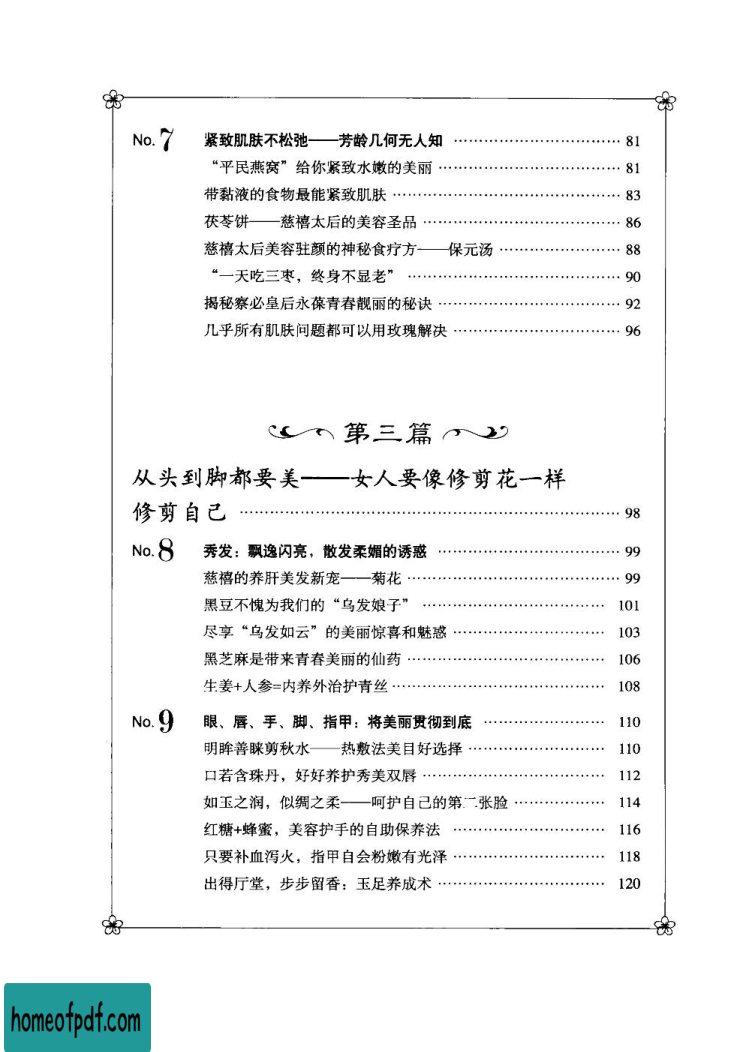 No. 7 紧致肌肤不松弛——芳龄几何无人知 …………………………… 81
“平民燕窝”给你紧致水嫩的美丽 …………………………… 81
带黏液的食物最能紧致肌肤 …………………………… 83
茯苓饼——慈禧太后的美容圣品 …………………………… 86
慈禧太后美容驻颜的神秘食疗方——保元汤 ………………… 88
“一天吃三枣，终身不显老” …………………………… 90
揭秘察必皇后永葆青春靓丽的秘诀 …………………………… 92
几乎所有肌肤问题都可以用玫瑰解决 ………………………… 96
第三篇
从头到脚都要美——女人要像修剪花一样
修剪自己 …………………………………………………… 98
No. 8 秀发：飘逸闪亮，散发柔媚的诱惑 …………………………… 99
慈禧的养肝美发新宠——菊花 …………………………… 99
黑豆不愧为我们的“乌发娘子” …………………………… 101
尽享“乌发如云”的美丽惊喜和魅惑 ……………………… 103
黑芝麻是带来青春美丽的仙药 …………………………… 106
生姜+人参=内养外治护青丝 …………………………… 108
No. 9 眼、唇、手、脚、指甲：将美丽贯彻到底 ………………… 110
明眸善睐剪秋水——热敷法美目好选择 …………………… 110
口若含珠丹，好好养护秀美双唇 …………………………… 112
如玉之润，似绸之柔——呵护自己的第二张脸 …………… 114
红糖+蜂蜜，美容护手的自助保养法 ……………………… 116
只要补血泻火，指甲自会粉嫩有光泽 ……………………… 118
出得厅堂，步步留香：玉足养成术 ………………………… 120
homeofpdf.com